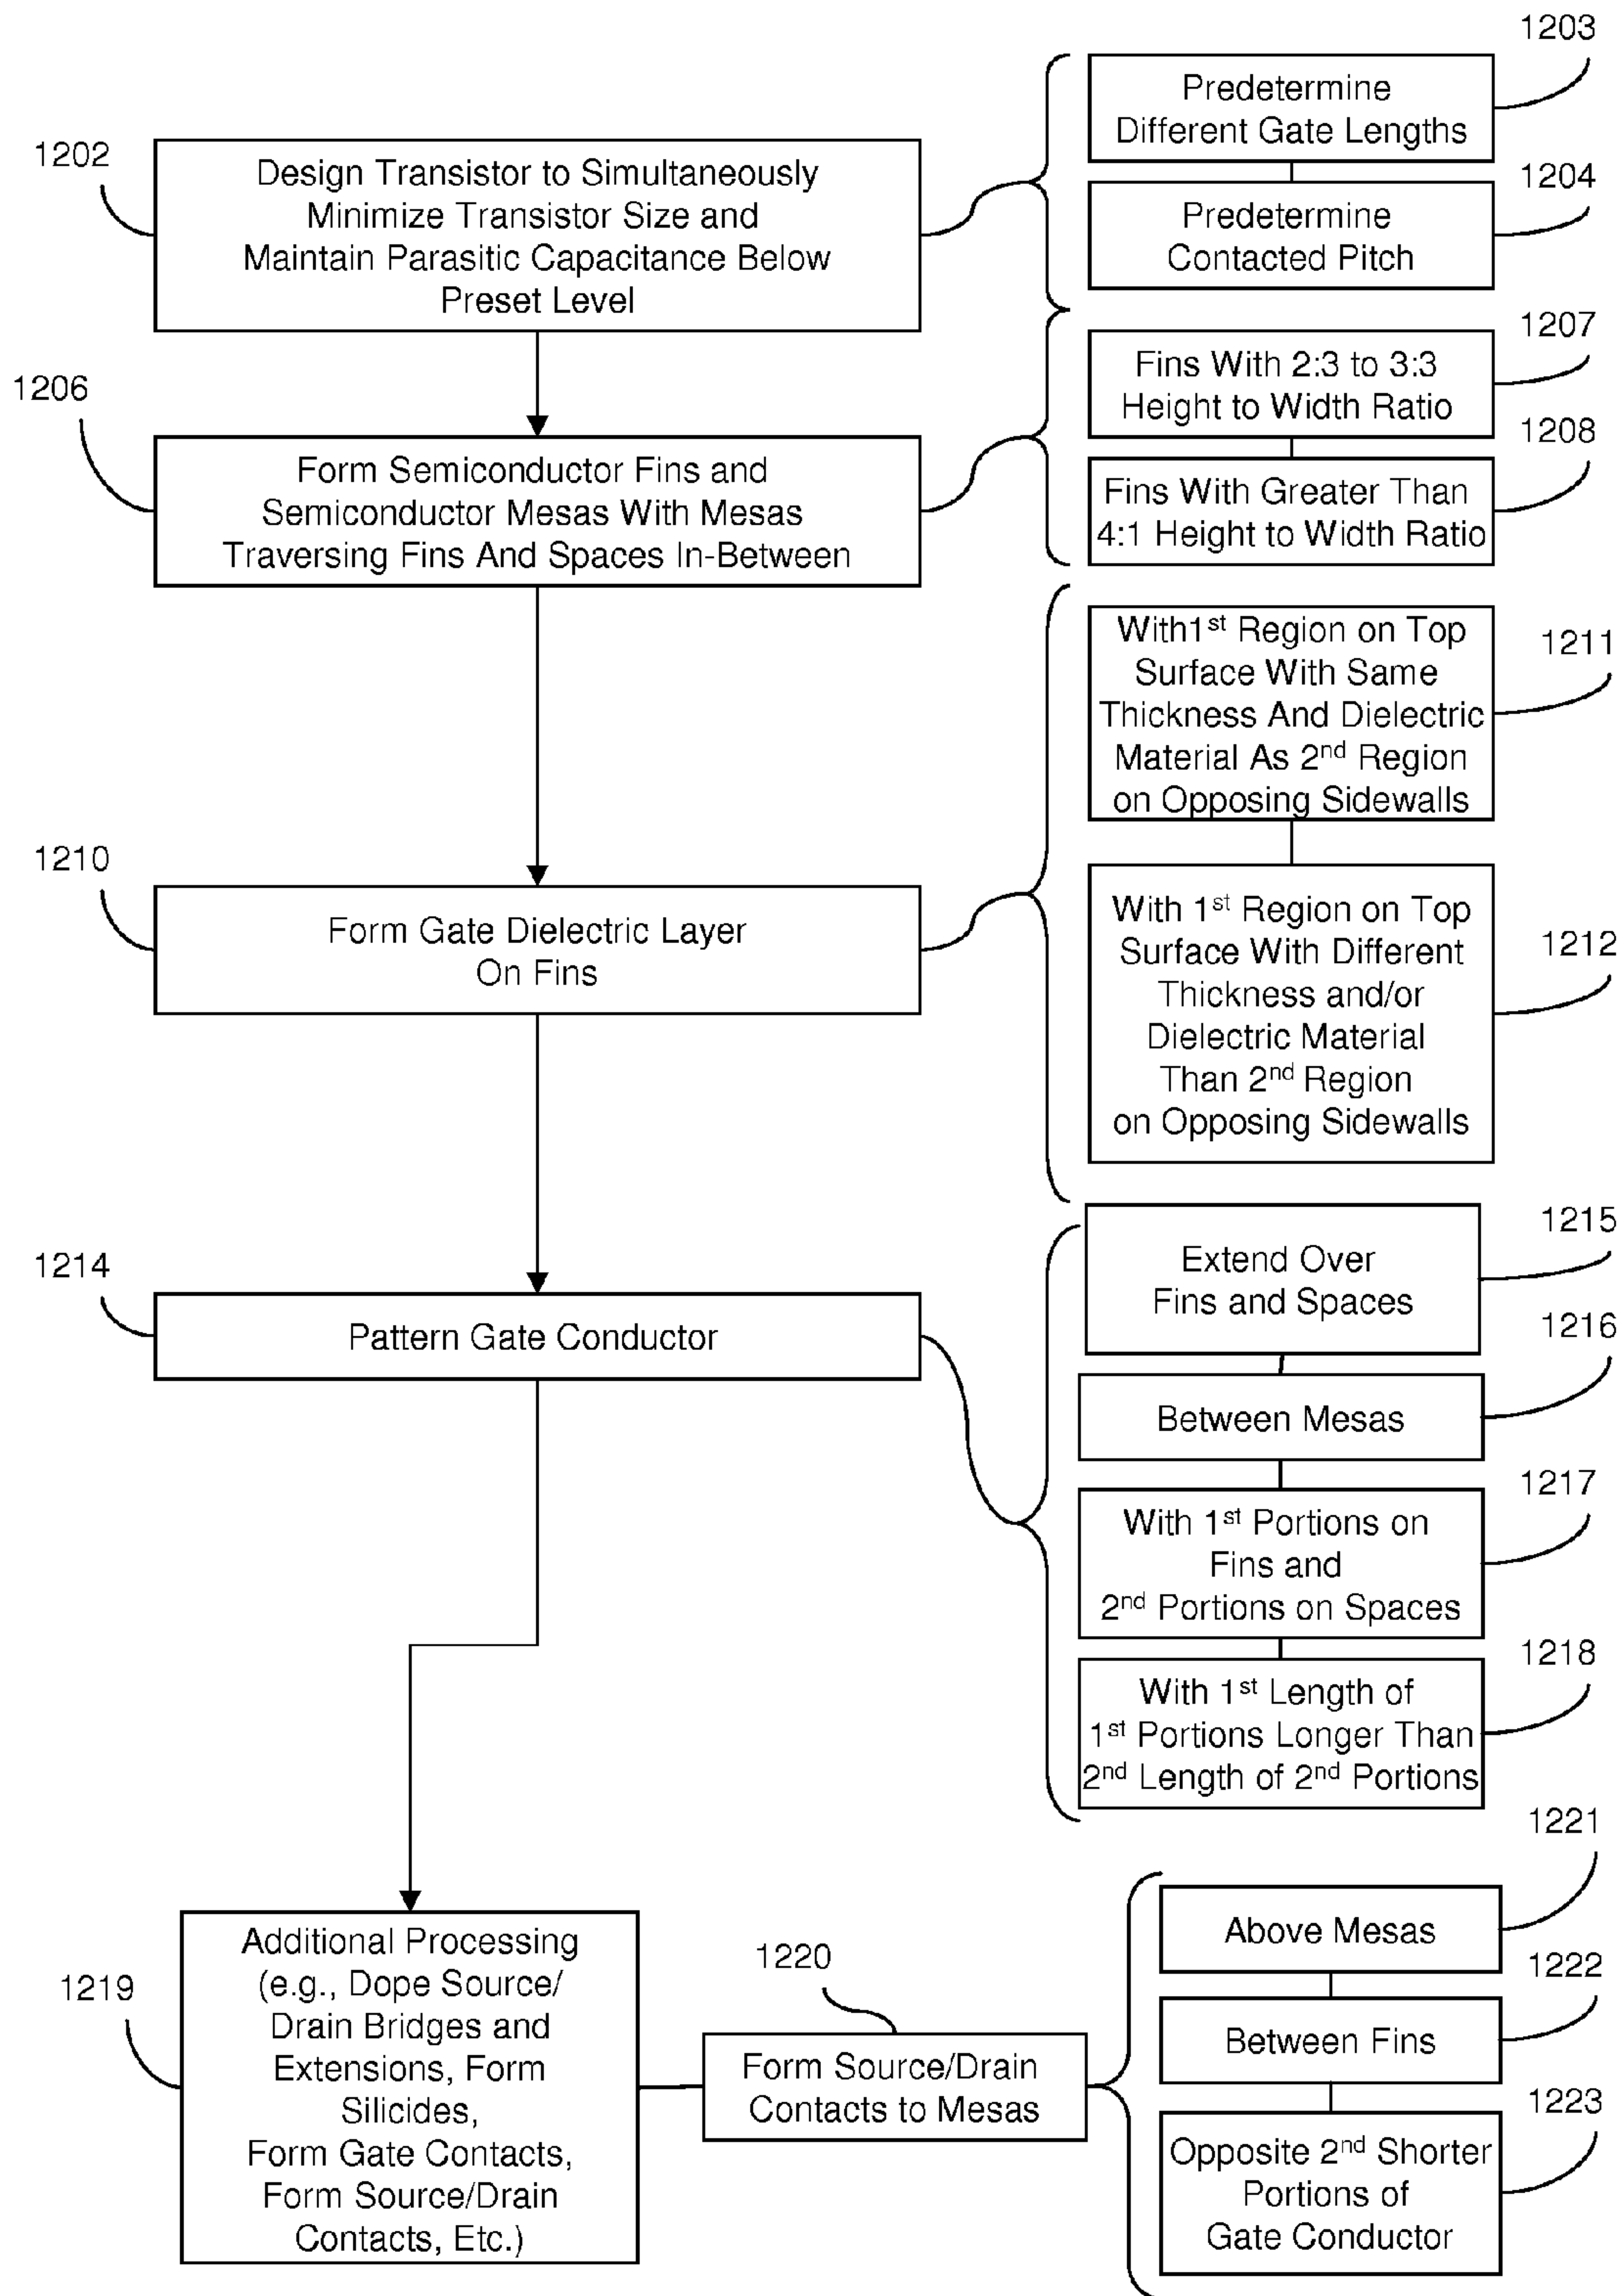 1203
Predetermine
Different Gate Lengths
1202
Design Transistor to Simultaneously
Minimize Transistor Size and
Maintain Parasitic Capacitance Below
Preset Level
1204
Predetermine
Contacted Pitch
1206
Form Semiconductor Fins and
Semiconductor Mesas With Mesas
Traversing Fins And Spaces In-Between
1207
Fins With 2:3 to 3:3
Height to Width Ratio
1208
Fins With Greater Than
4:1 Height to Width Ratio
1211
With1st Region on Top
Surface With Same
Thickness And Dielectric
Material As 2nd Region
on Opposing Sidewalls
1210
Form Gate Dielectric Layer
On Fins
1212
With 1st Region on Top
Surface With Different
Thickness and/or
Dielectric Material
Than 2nd Region
on Opposing Sidewalls
1214
Pattern Gate Conductor
1215
Extend Over
Fins and Spaces
1216
Between Mesas
1217
With 1st Portions on
Fins and
2nd Portions on Spaces
1218
With 1st Length of
1st Portions Longer Than
2nd Length of 2nd Portions
1219
Additional Processing
(e.g., Dope Source/
Drain Bridges and
Extensions, Form
Silicides,
Form Gate Contacts,
Form Source/Drain
Contacts, Etc.)
1220
Form Source/Drain
Contacts to Mesas
1221
Above Mesas
1222
Between Fins
1223
Opposite 2nd Shorter
Portions of
Gate Conductor